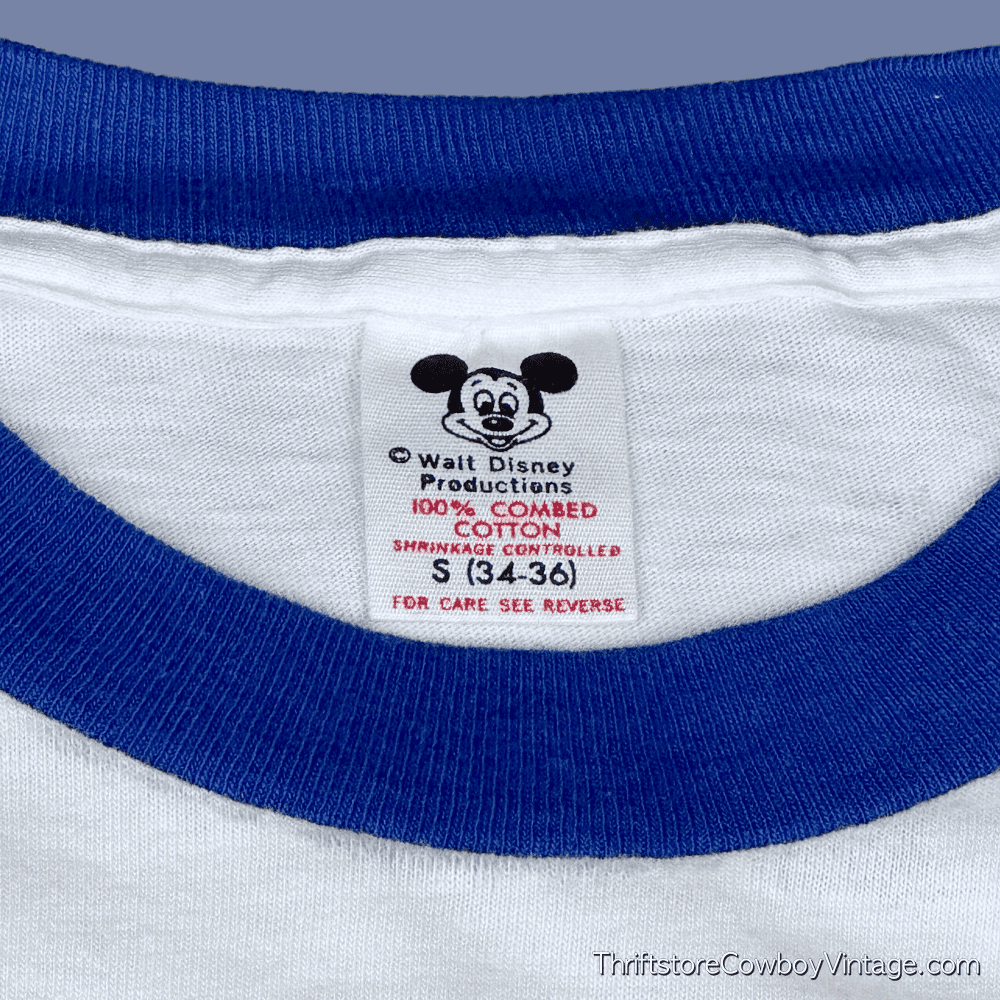 © Walt Disney
Productions
100% COMBED
COTTON
SHRINKAGE CONTROLLED
S (34-36)
FOR CARE SEE REVERSE
ThriftstoreCowboyVintage.com